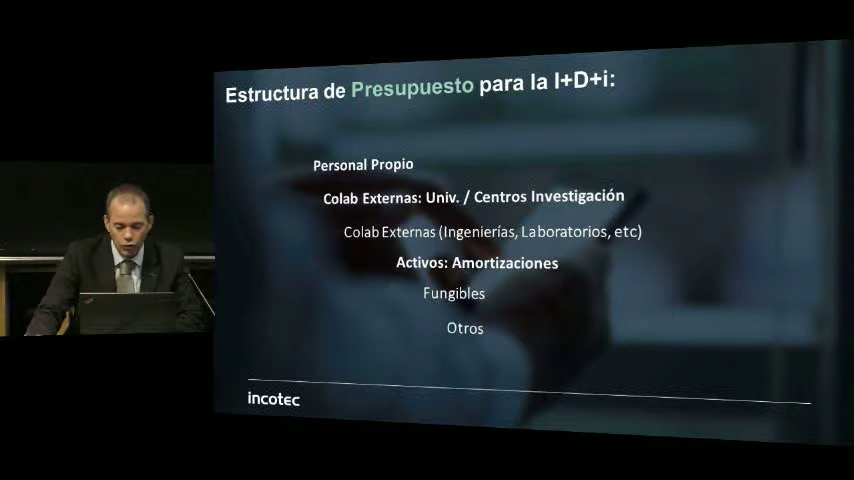 Estructura de Presupuesto para la I+D+i:
Personal Propio
Colab Externas: Univ. / Centros Investigación
Colab Externas (Ingenierías, Laboratorios, etc)
Activos: Amortizaciones
Fungibles
Otros
incotec